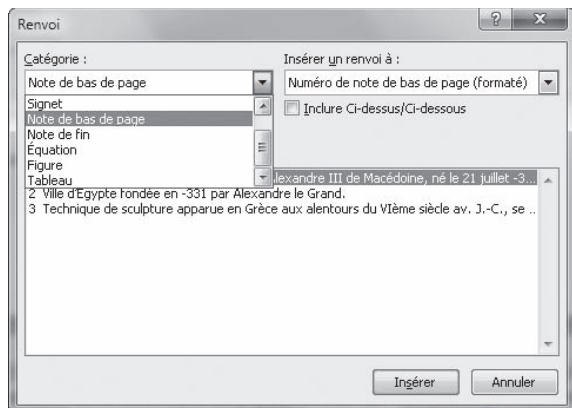 Renvoi
Catégorie :
Insérer un renvoi à :
Note de bas de page
Numéro de note de bas de page (formaté)
Signet
Note de bas de page
Note de fin
Équation
Figure
Tableau
Inclure Ci-dessus/Ci-dessous
lexandre III de Macédoine, né le 21 juillet -3...
2 Ville d'Egypte fondée en -331 par Alexandre le Grand.
3 Technique de sculpture apparue en Grèce aux alentours du VIème siècle av. J.-C., se ..
Insérer
Annuler